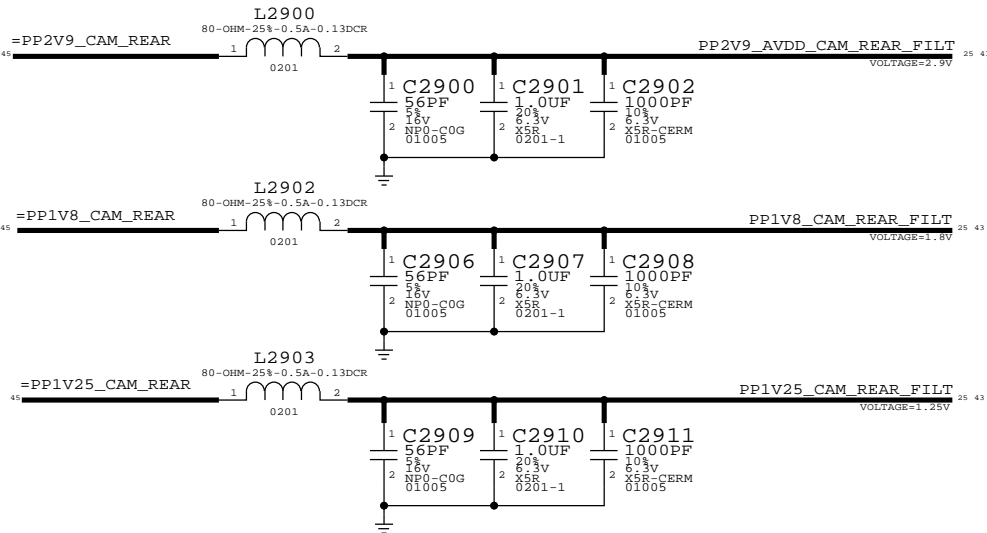 L2900
80-OHM-25%-0.5A-0.13DCR
=PP2V9_CAM_REAR
45
1 2
0201
PP2V9_AVDD_CAM_REAR_FILT
VOLTAGE=2.9V
25
1 C2900
56PF
5%
16V
2 NP0-C0G
01005
1 C2901
1.0UF
20%
6.3V
2 X5R
0201-1
1 C2902
1000PF
10%
6.3V
2 X5R-CERM
01005
L2902
80-OHM-25%-0.5A-0.13DCR
=PP1V8_CAM_REAR
45
1 2
0201
PP1V8_CAM_REAR_FILT
VOLTAGE=1.8V
25 43
1 C2906
56PF
5%
16V
2 NP0-C0G
01005
1 C2907
1.0UF
20%
6.3V
2 X5R
0201-1
1 C2908
1000PF
10%
6.3V
2 X5R-CERM
01005
L2903
80-OHM-25%-0.5A-0.13DCR
=PP1V25_CAM_REAR
45
1 2
0201
PP1V25_CAM_REAR_FILT
VOLTAGE=1.25V
25 43
1 C2909
56PF
5%
16V
2 NP0-C0G
01005
1 C2910
1.0UF
20%
6.3V
2 X5R
0201-1
1 C2911
1000PF
10%
6.3V
2 X5R-CERM
01005